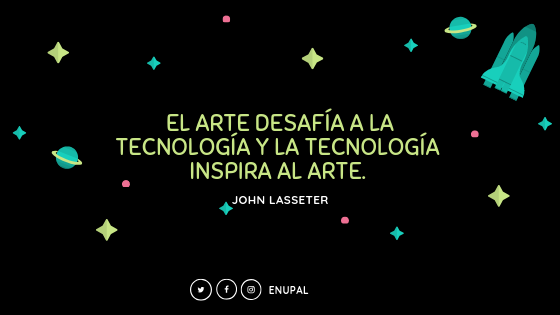 EL ARTE DESAFÍA A LA
TECNOLOGÍA Y LA TECNOLOGÍA
INSPIRA AL ARTE.
JOHN LASSETER
ENUPAL